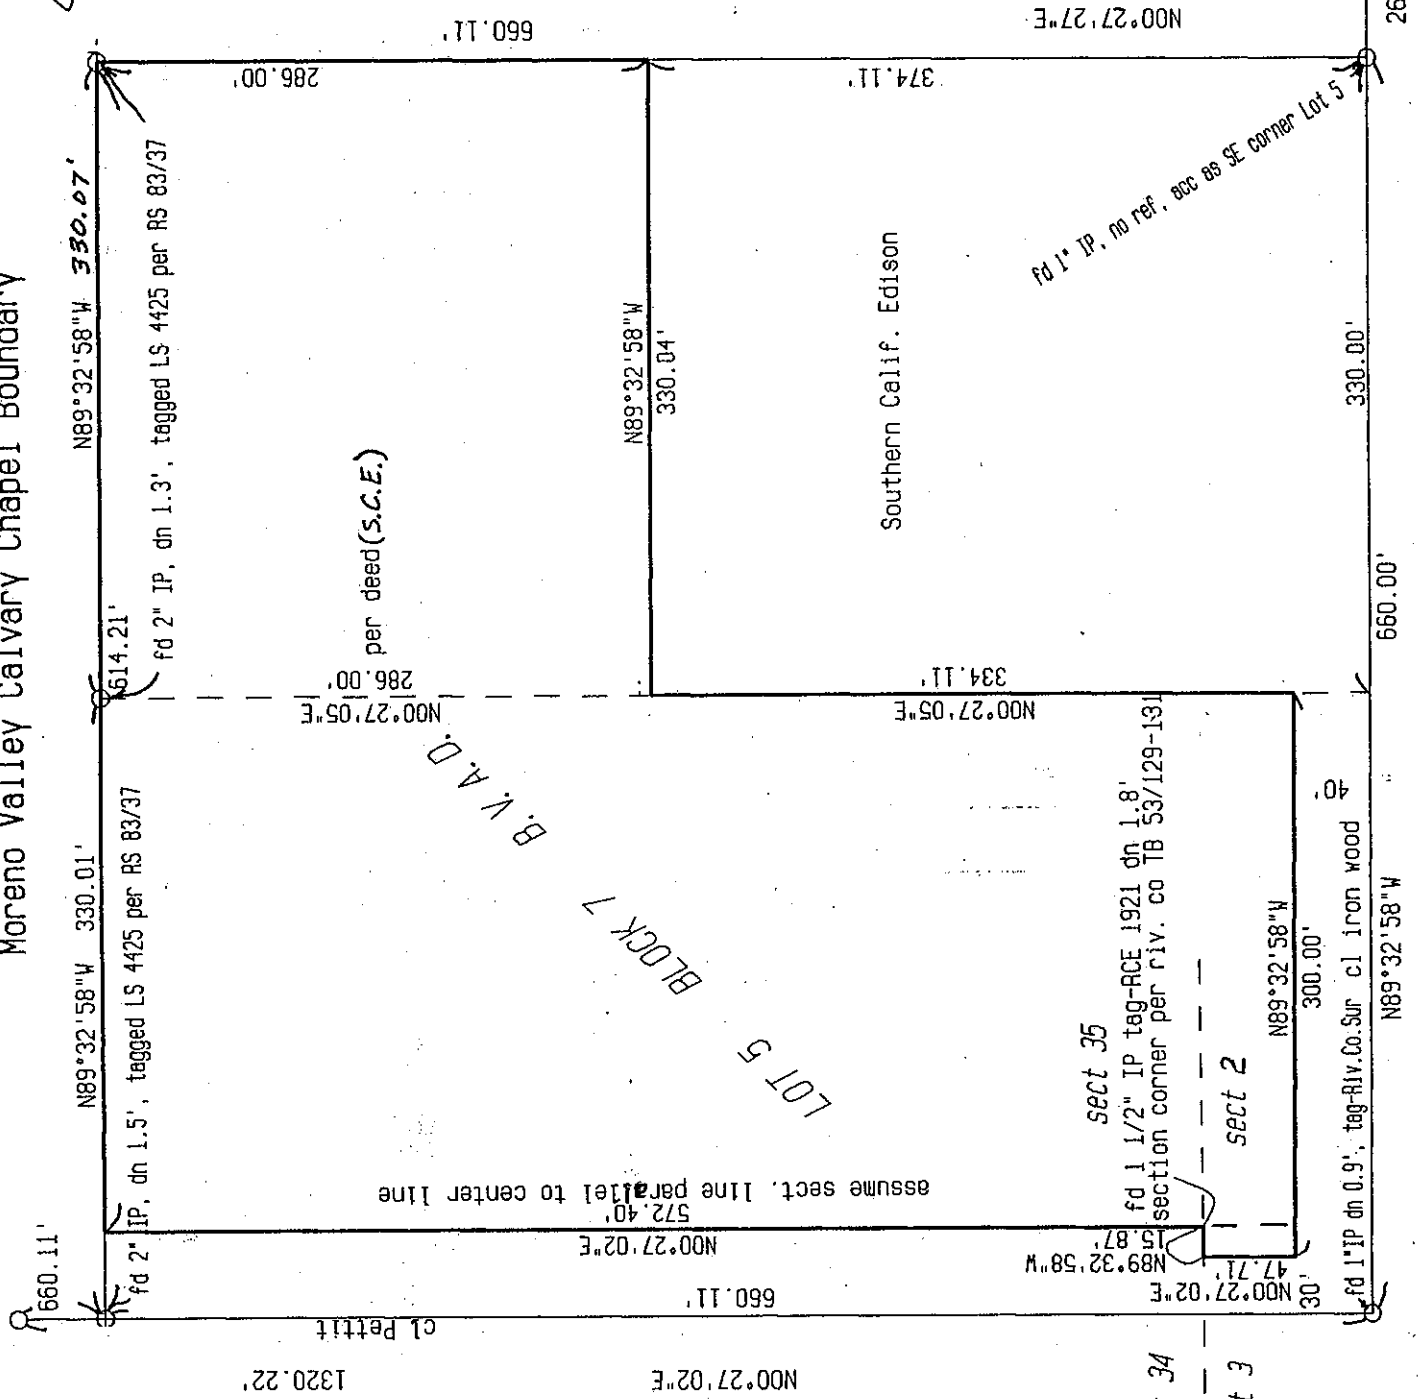 Moreno Valley Calvary Chapel Boundary
660.11'
N00°27'27"E
26
N89°32'58"W 330.07'
286.00'
374.11'
fd 2" IP, dn 1.3', tagged LS 4425 per RS 83/37
fd 1" IP, no ref, acc as SE corner Lot 5
N89°32'58"W
330.04'
Southern Calif. Edison
330.00'
614.21'
per deed (S.C.E.)
286.00'
N00°27'05"E
334.11'
N00°27'05"E
660.00'
N89°32'58"W 330.01'
fd 2" IP, dn 1.5', tagged LS 4425 per RS 83/37
LOT 5 BLOCK 7 B.V.A.D.
sect 35
fd 1 1/2" IP tag-RCE 1921 dn 1.8'
section corner per riv. co TB 53/129-131
sect 2
40'
N89°32'58"W
300.00'
fd 1"IP dn 0.9', tag-Riv.Co.Sur cl iron wood
N89°32'58"W
assume sect. line parallel to center line
572.40'
N00°27'02"E
N89°32'58"W
15.87'
47.71'
N00°27'02"E
30'
660.11'
660.11'
cl Pettit
1320.22'
N00°27'02"E
34
t 3